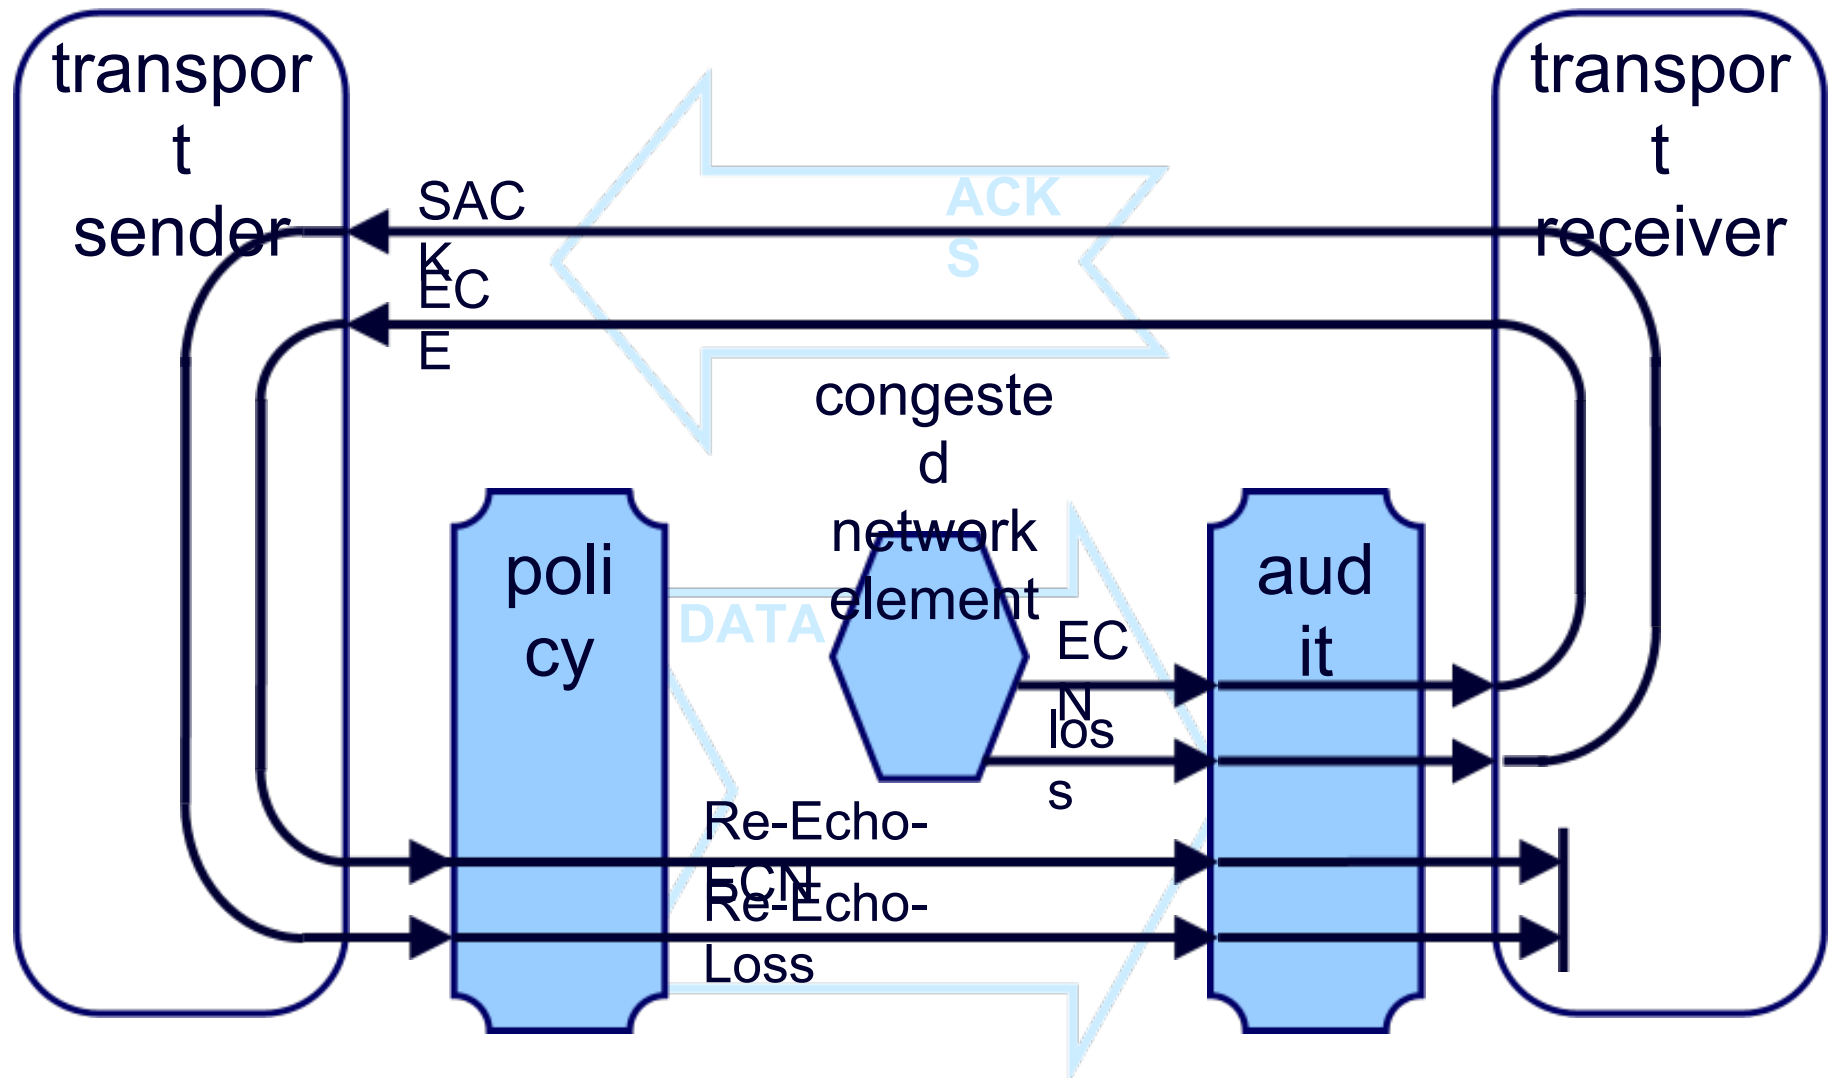 transpor
t
sender
transpor
t
receiver
SAC
K
ACK
S
EC
E
congeste
d
network
element
poli
cy
DATA
aud
it
EC
N
los
s
Re-Echo-
ECN
Re-Echo-
Loss